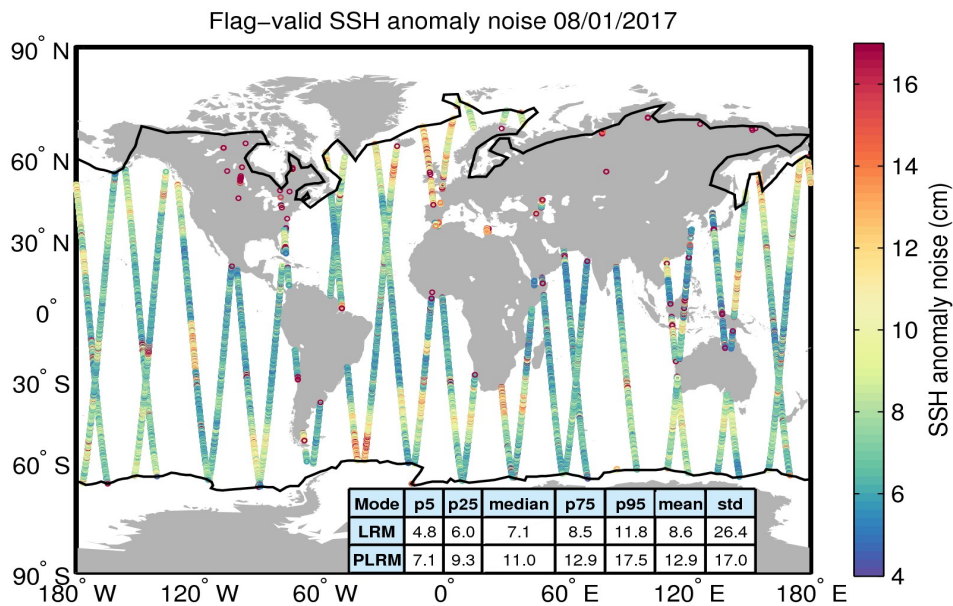 Flag−valid SSH anomaly noise 08/01/2017
90° N
60° N
30° N
0°
30° S
60° S
90° S
180° W
120° W
60° W
0°
60° E
120° E
180° E
16
14
12
10
8
6
4
SSH anomaly noise (cm)
Mode p5 p25 median p75 p95 mean std
LRM 4.8 6.0 7.1 8.5 11.8 8.6 26.4
PLRM 7.1 9.3 11.0 12.9 17.5 12.9 17.0